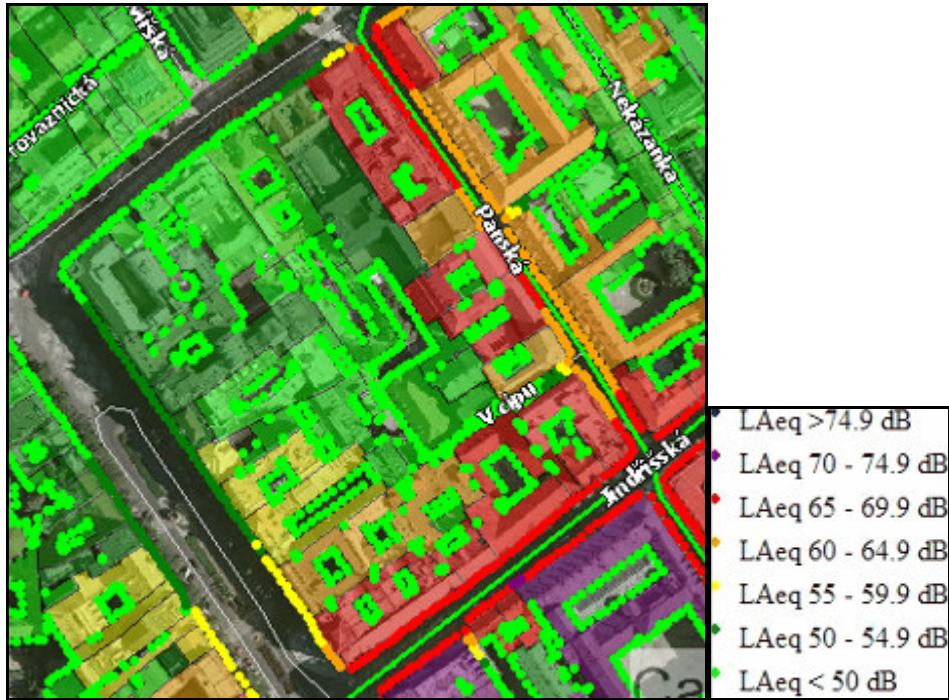 Nekázanka
Panská
V cípu
Jindřišská
Ca
LAeq >74.9 dB
LAeq 70 - 74.9 dB
LAeq 65 - 69.9 dB
LAeq 60 - 64.9 dB
LAeq 55 - 59.9 dB
LAeq 50 - 54.9 dB
LAeq < 50 dB